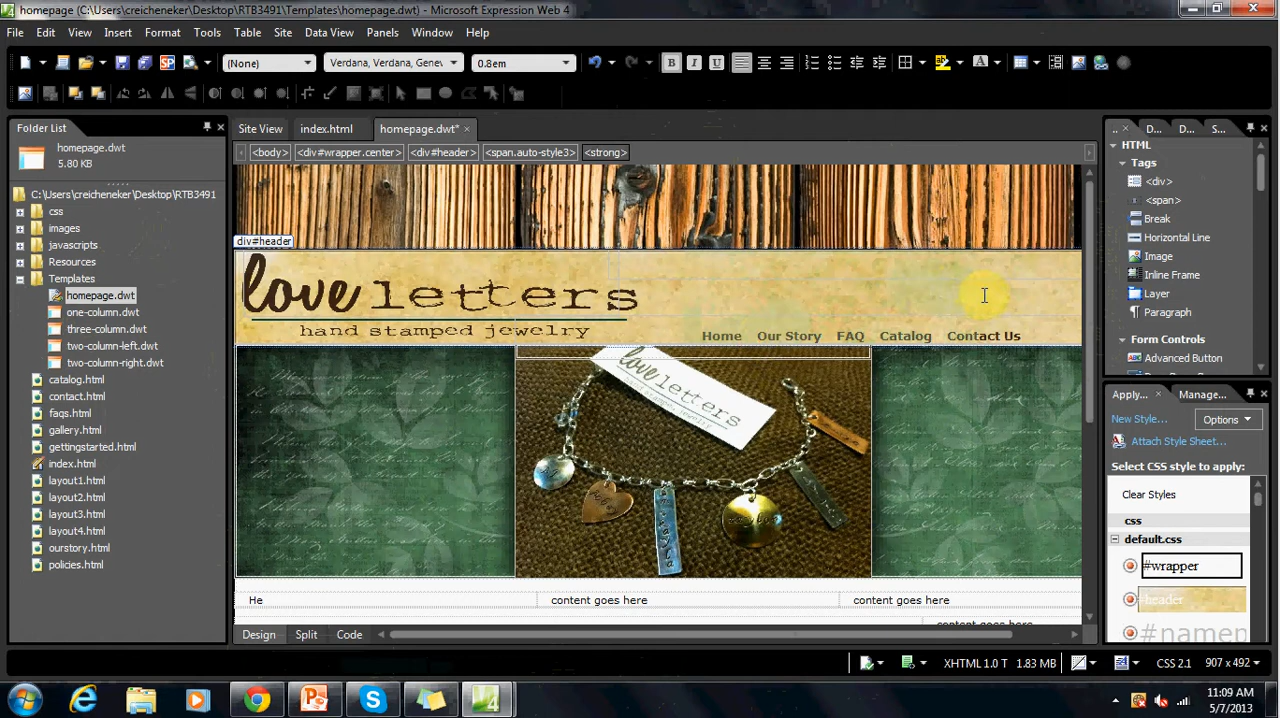 homepage (C:\Users\creicheneker\Desktop\RTB3491\Templates\homepage.dwt) - Microsoft Expression Web 4
File Edit View Insert Format Tools Table Site Data View Panels Window Help
(None) Verdana, Verdana, Genev 0.8em
Folder List
Site View index.html homepage.dwt*
D... D... S...
homepage.dwt
5.80 KB
<body> <div#wrapper.center> <div#header> <span.auto-style3> <strong>
HTML
Tags
<div>
<span>
Break
Horizontal Line
Image
Inline Frame
Layer
Paragraph
Form Controls
Advanced Button
C:\Users\creicheneker\Desktop\RTB3491
css
images
javascripts
Resources
Templates
homepage.dwt
one-column.dwt
three-column.dwt
two-column-left.dwt
two-column-right.dwt
catalog.html
contact.html
faqs.html
gallery.html
gettingstarted.html
index.html
layout1.html
layout2.html
layout3.html
layout4.html
ourstory.html
policies.html
div#header
love letters
hand stamped jewelry
Home Our Story FAQ Catalog Contact Us
love letters
hand stamped jewelry
He content goes here content goes here
content goes here
Design Split Code
Apply... Manage...
New Style... Options
Attach Style Sheet...
Select CSS style to apply:
Clear Styles
css
default.css
#wrapper
#header
#namep
XHTML 1.0 T 1.83 MB CSS 2.1 907 x 492
11:09 AM
5/7/2013